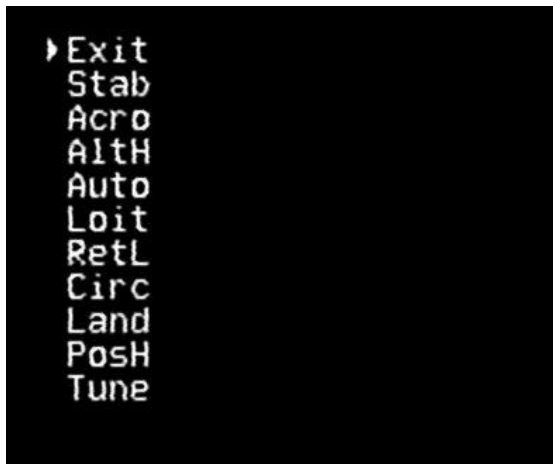 Exit
Stab
Acro
AltH
Auto
Loit
RetL
Circ
Land
PosH
Tune